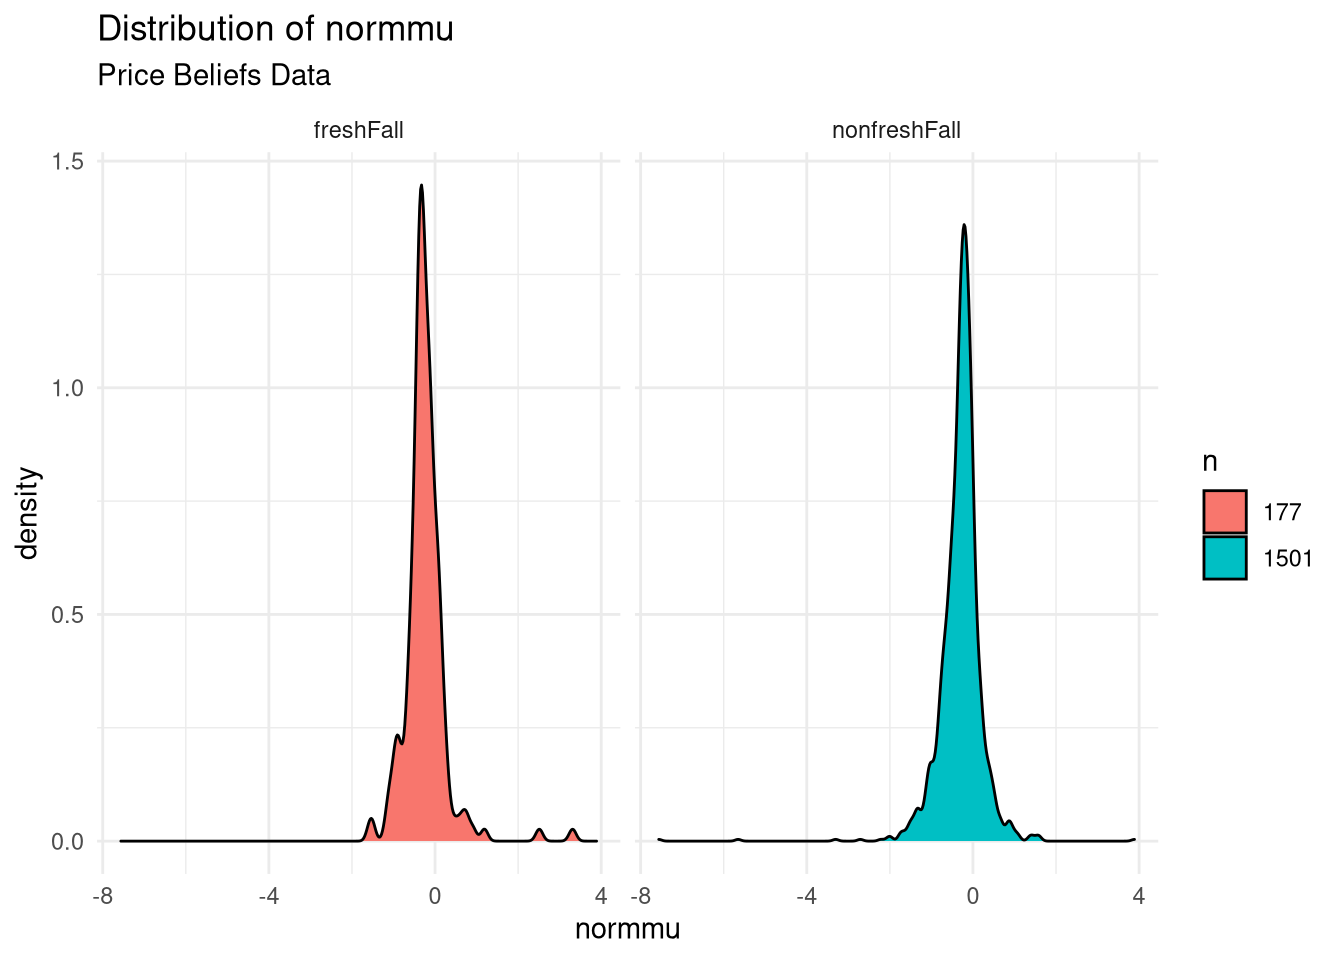 Distribution of normmu
Price Beliefs Data
freshFall
nonfreshFall
1.5
1.0
0.5
0.0
density
-8
-4
0
4
-8
-4
0
4
normmu
n
177
1501